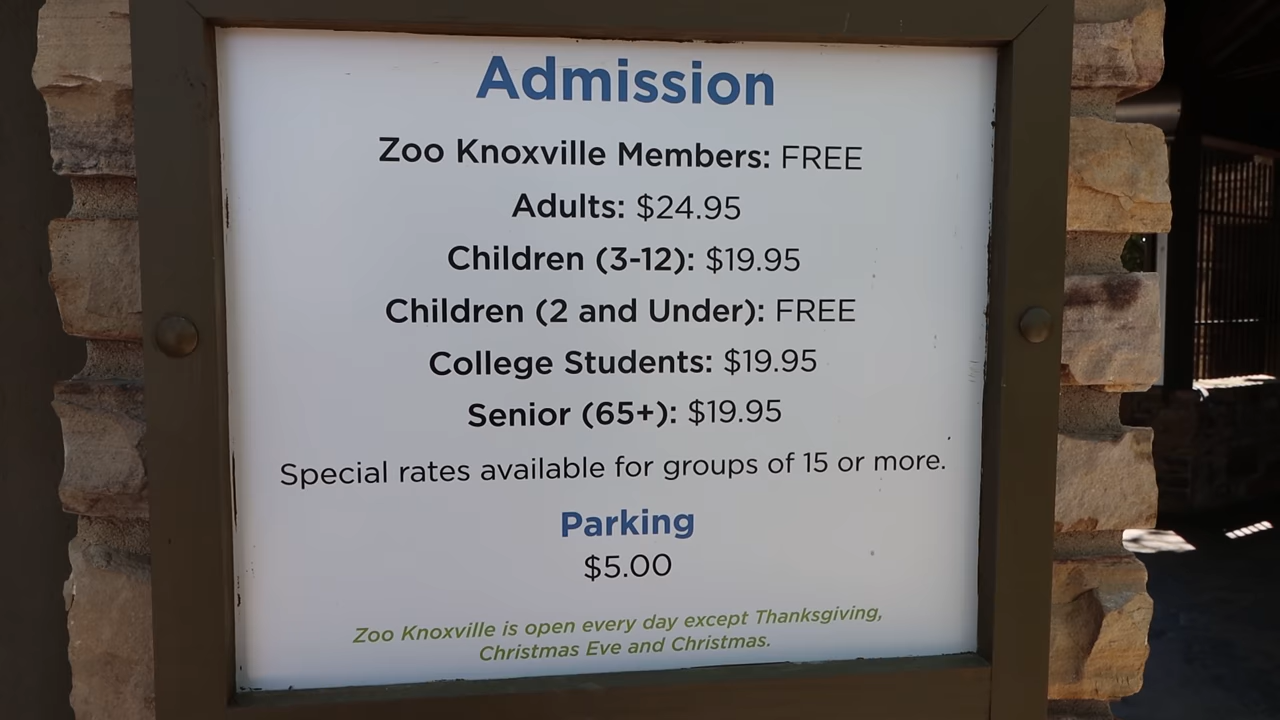 Admission
Zoo Knoxville Members: FREE
Adults: $24.95
Children (3-12): $19.95
Children (2 and Under): FREE
College Students: $19.95
Senior (65+): $19.95
Special rates available for groups of 15 or more.
Parking
$5.00
Zoo Knoxville is open every day except Thanksgiving,
Christmas Eve and Christmas.